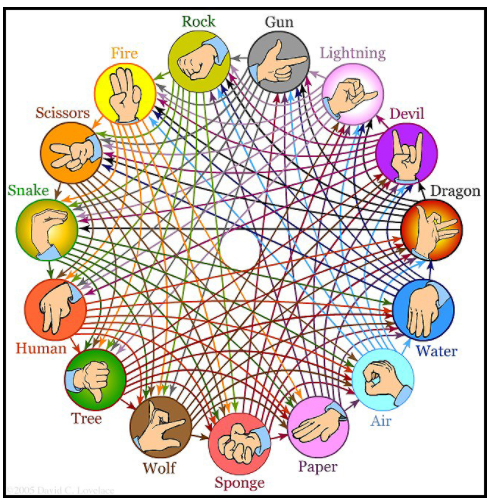 Rock
Gun
Fire
Lightning
Scissors
Devil
Snake
Dragon
Human
Water
Tree
Air
Wolf
Paper
Sponge
©2005 David C. Lovelace